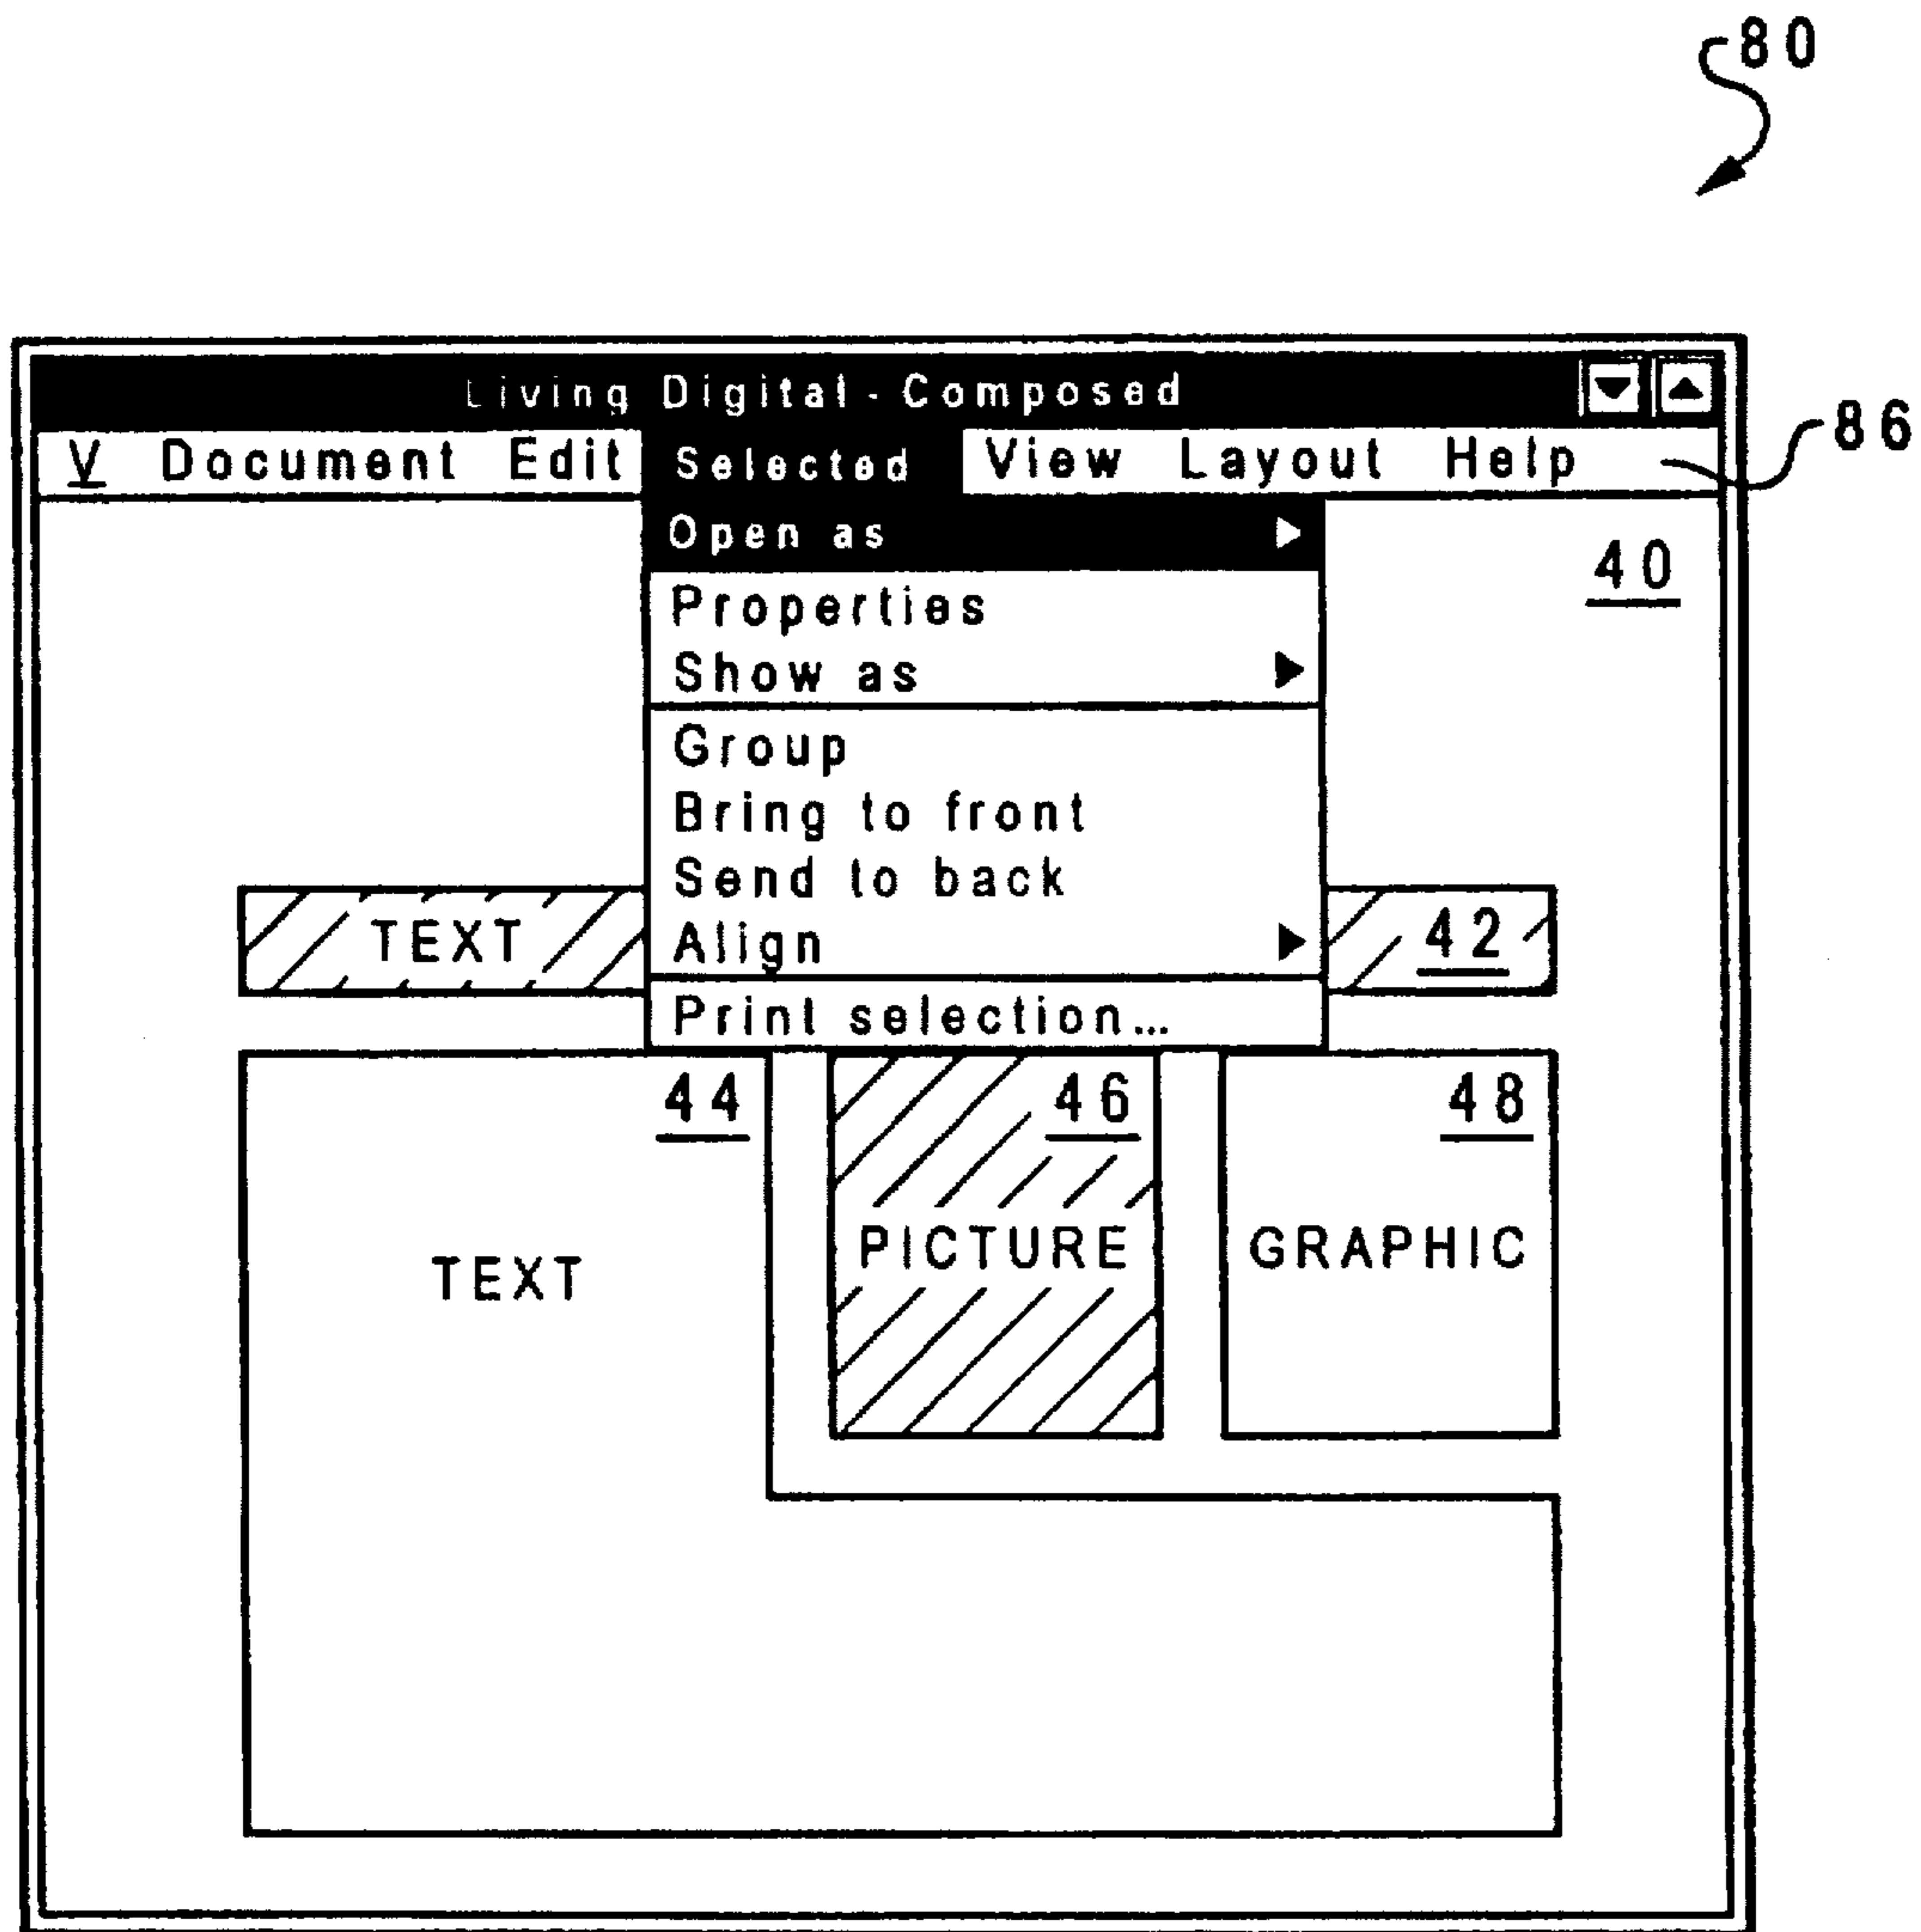 80
Living Digital - Composed
V Document Edit Selected View Layout Help
86
Open as
40
Properties
Show as
Group
Bring to front
Send to back
TEXT Align 42
Print selection...
44 46 48
PICTURE GRAPHIC
TEXT